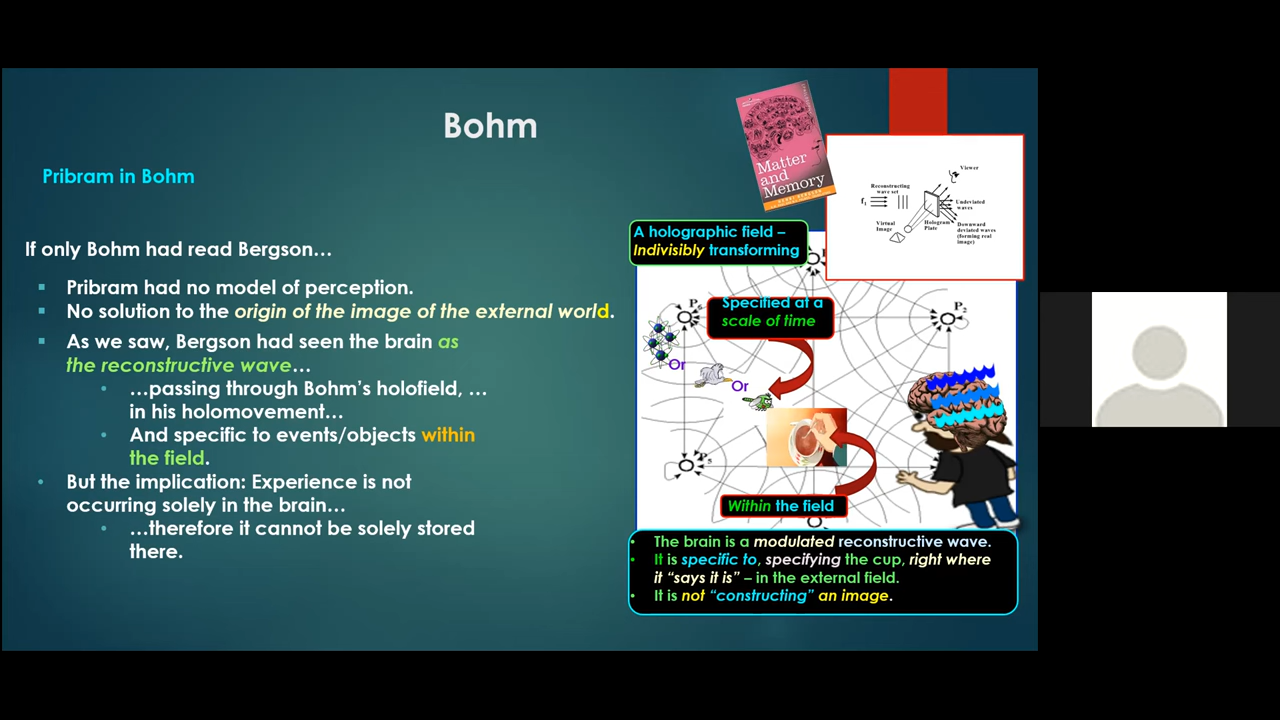 Bohm
Pribram in Bohm
If only Bohm had read Bergson…
Pribram had no model of perception.
No solution to the origin of the image of the external world.
As we saw, Bergson had seen the brain as
the reconstructive wave…
…passing through Bohm's holofield, …
in his holomovement…
And specific to events/objects within
the field.
But the implication: Experience is not
occurring solely in the brain…
…therefore it cannot be solely stored
there.
Matter
and
Memory
Viewer
Reconstructing
wave set
f₁
Undeviated
waves
Virtual
Image
Hologram
Plate
Downward
deviated waves
(forming real
image)
A holographic field –
Indivisibly transforming
Specified at a
scale of time
P₂
Or
Or
P₅
Within the field
The brain is a modulated reconstructive wave.
It is specific to, specifying the cup, right where
it “says it is” – in the external field.
It is not “constructing” an image.